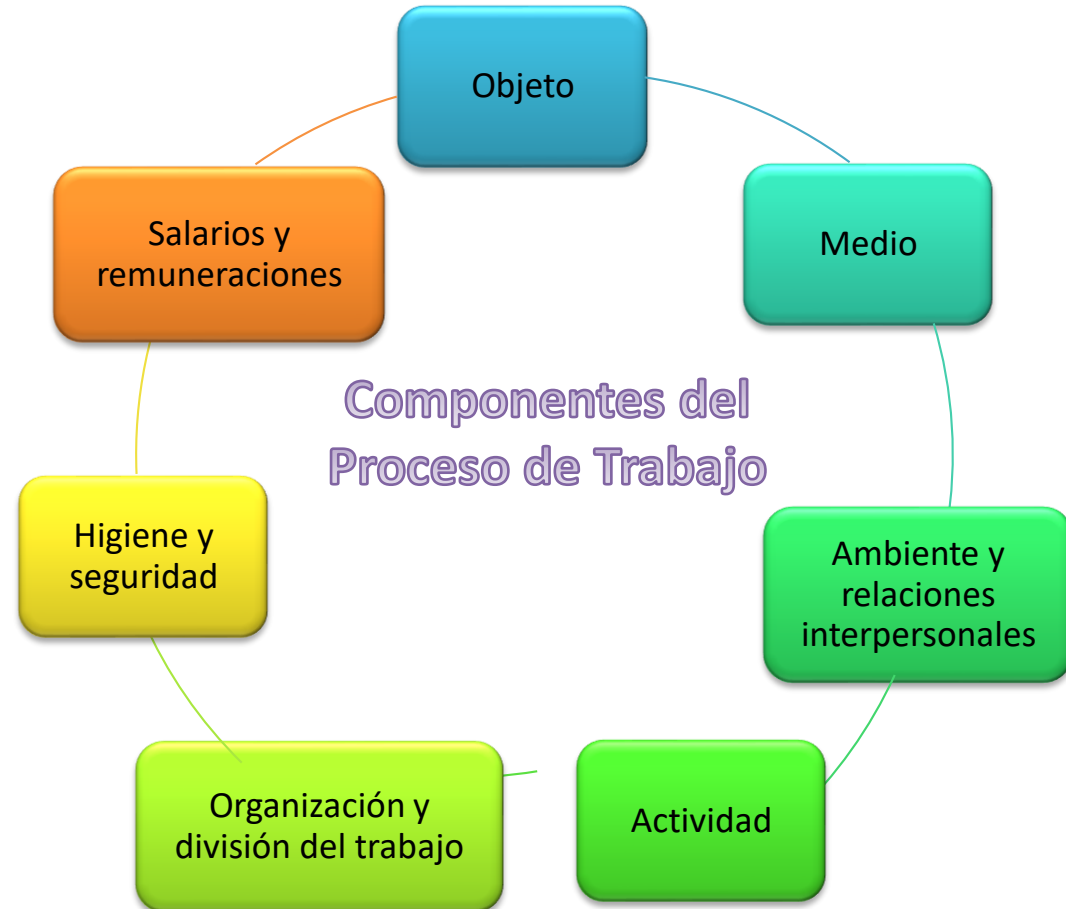 Objeto
Medio
Ambiente y
relaciones
interpersonales
Actividad
Organización y
división del trabajo
Higiene y
seguridad
Salarios y
remuneraciones
Componentes del
Proceso de Trabajo